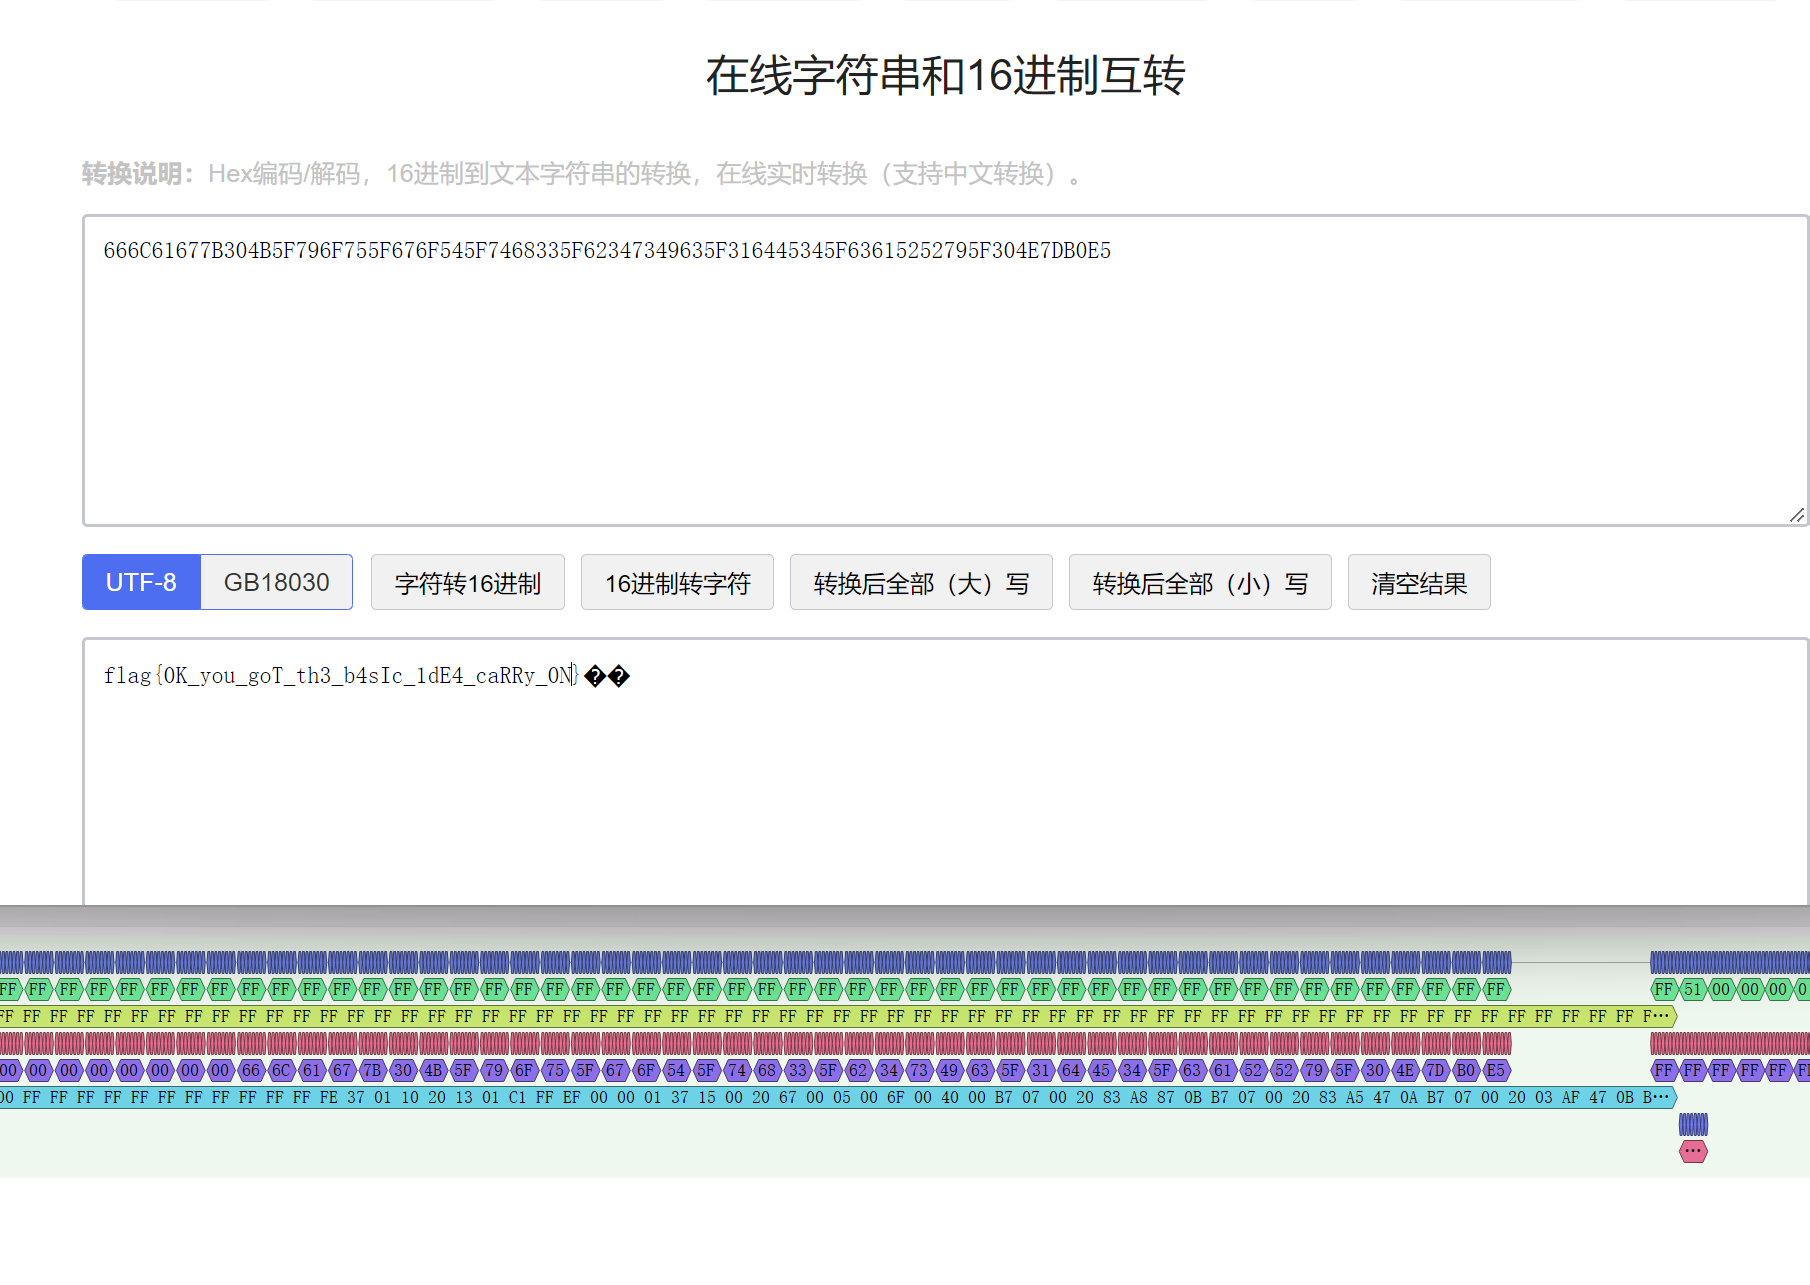 在线字符串和16进制互转
转换说明：Hex编码/解码，16进制到文本字符串的转换，在线实时转换（支持中文转换）。
666C61677B304B5F796F755F676F545F7468335F62347349635F316445345F63615252795F304E7DB0E5
UTF-8 GB18030 字符转16进制 16进制转字符 转换后全部（大）写 转换后全部（小）写 清空结果
flag{0K_you_goT_th3_b4sIc_1dE4_caRRy_0N}��
FF FF FF FF FF FF FF FF FF FF FF FF FF FF FF FF FF FF FF FF FF FF FF FF FF FF FF FF FF FF FF FF FF FF FF FF FF FF FF FF FF FF FF FF FF FF FF FF FF FF FF 51 00 00 00 0
FF FF FF FF FF FF FF FF FF FF FF FF FF FF FF FF FF FF FF FF FF FF FF FF FF FF FF FF FF FF FF FF FF FF FF FF FF FF FF FF FF FF FF FF FF FF FF FF FF FF FF FF FF FF FF FF FF FF FF FF FF F···
00 00 00 00 00 00 00 00 66 6C 61 67 7B 30 4B 5F 79 6F 75 5F 67 6F 54 5F 74 68 33 5F 62 34 73 49 63 5F 31 64 45 34 5F 63 61 52 52 79 5F 30 4E 7D B0 E5 FF FF FF FF FF
00 FF FF FF FF FF FF FF FF FF FF FF FE 37 01 10 20 13 01 C1 FF EF 00 00 01 37 15 00 20 67 00 05 00 6F 00 40 00 B7 07 00 20 83 A8 87 0B B7 07 00 20 83 A5 47 0A B7 07 00 20 03 AF 47 0B B···
···